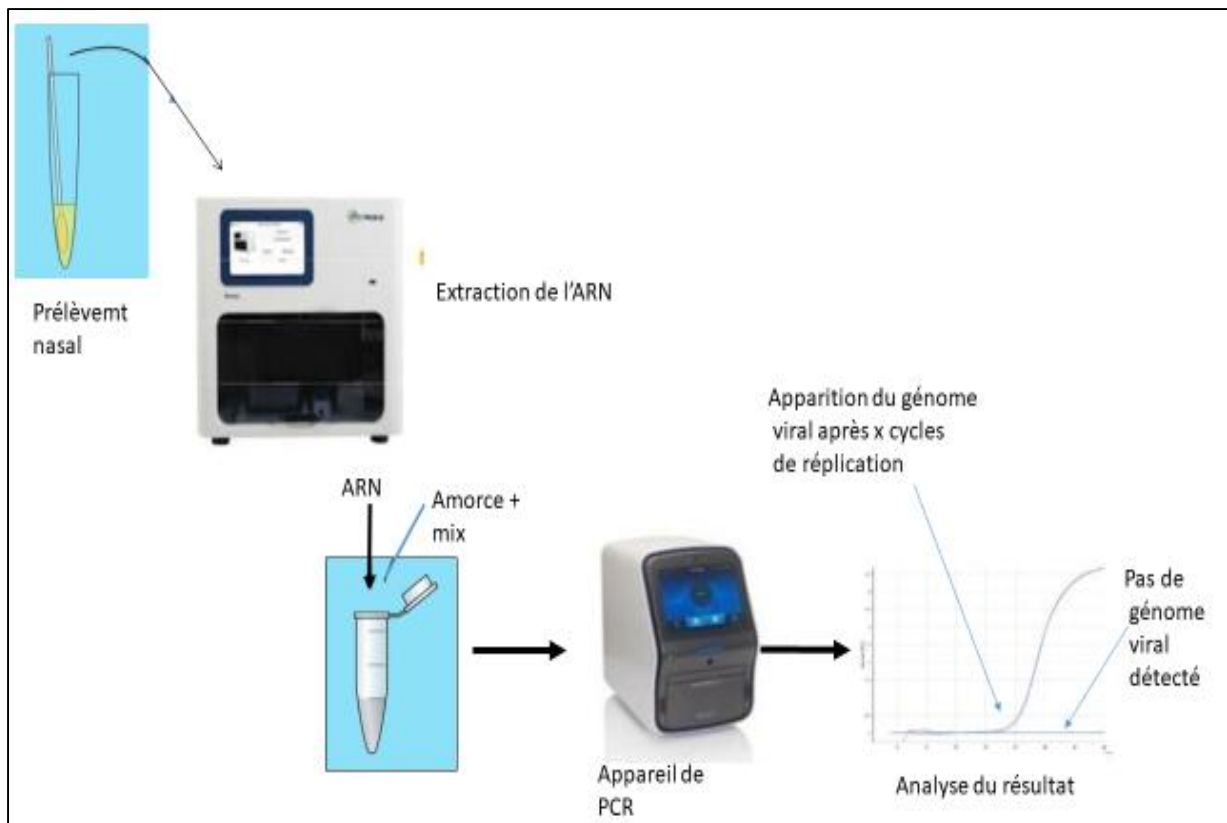 Prélèvemt
nasal
Extraction de l'ARN
ARN
Amorce +
mix
Appareil de
PCR
Apparition du génome
viral après x cycles
de réplication
Pas de
génome
viral
détecté
Analyse du résultat